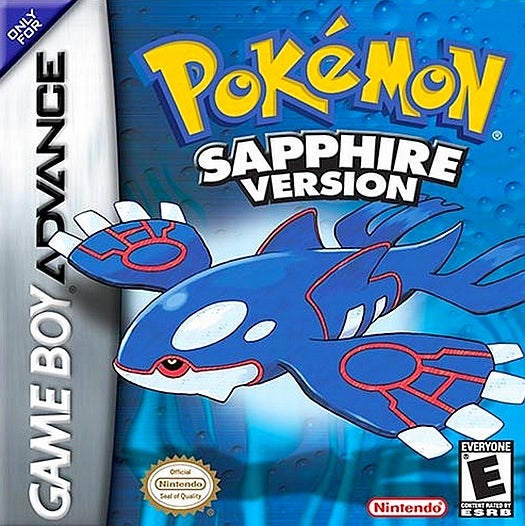 ONLY
FOR
GAME BOY ADVANCE
POKéMON
®
SAPPHIRE
VERSION
Official
Nintendo
Seal of Quality
Nintendo
EVERYONE
E
CONTENT RATED BY
ESRB